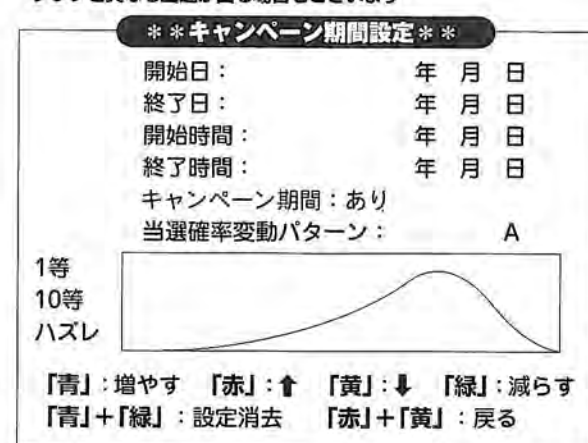 **キャンペーン期間設定**
開始日： 年 月 日
終了日： 年 月 日
開始時間： 年 月 日
終了時間： 年 月 日
キャンペーン期間：あり
当選確率変動パターン： A
1等
10等
ハズレ
「青」：増やす 「赤」：⬆ 「黄」：⬇ 「緑」：減らす
「青」＋「緑」：設定消去 「赤」＋「黄」：戻る